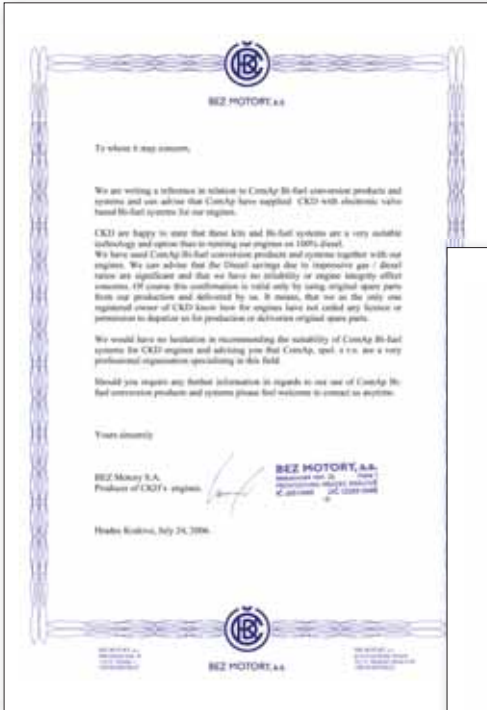 BEZ MOTORY, a.s.
To whom it may concern,
We are writing a reference in relation to ComAp Bi-fuel conversion products and
systems and can advise that ComAp have supplied CKD with electronic valve
based Bi-fuel systems for our engines.
CKD are happy to state that these kits and Bi-fuel systems are a very suitable
technology and option than to running our engines on 100% diesel.
We have used ComAp Bi-fuel conversion products and systems together with our
engines. We can advise that the Diesel savings due to impressive gas / diesel
ratios are significant and that we have no reliability or engine integrity effect
concerns. Of course this confirmation is valid only by using original spare parts
from our production and delivered by us. It means, that we as the only one
registered owner of CKD know how for engines have not ceded any licence or
permission to deputize us for production or deliveries original spare parts.
We would have no hesitation in recommending the suitability of ComAp Bi-fuel
systems for CKD engines and advising you that ComAp, spol. s r.o. are a very
professional organisation specialising in this field.
Should you require any further information in regards to our use of ComAp Bi-
fuel conversion products and systems please feel welcome to contact us anytime.
Yours sincerely
BEZ Motory S.A.
Producer of CKD's engines.
BEZ MOTORY, a.s.
Hradec Kralove, July 24, 2006.
BEZ MOTORY, a.s.